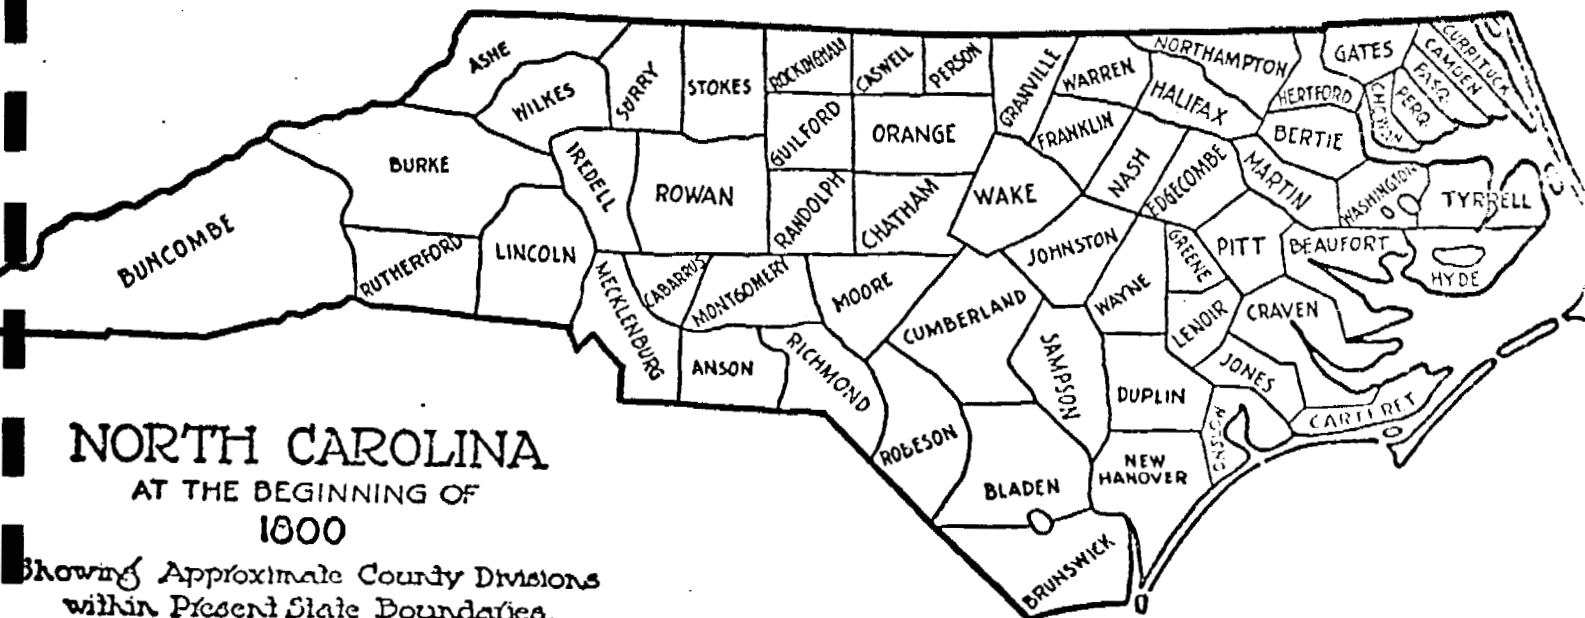 ASHE
WILKES
SURRY
STOKES
ROCKINGHAM
CASWELL
PERSON
GRANVILLE
WARREN
NORTHAMPTON
GATES
CURRITUCK
CAMDEN
PASQ.
PERQ.
CHOWAN
HERTFORD
HALIFAX
BERTIE
FRANKLIN
GUILFORD
ORANGE
BURKE
IREDELL
ROWAN
RANDOLPH
CHATHAM
WAKE
NASH
EDGECOMBE
MARTIN
WASHINGTON
TYRRELL
BUNCOMBE
RUTHERFORD
LINCOLN
MECKLENBURG
CABARRUS
MONTGOMERY
MOORE
CUMBERLAND
JOHNSTON
WAYNE
GREENE
PITT
BEAUFORT
HYDE
LENOIR
CRAVEN
ANSON
RICHMOND
SAMPSON
DUPLIN
JONES
CARTERET
ONSLOW
ROBESON
BLADEN
NEW
HANOVER
BRUNSWICK
NORTH CAROLINA
AT THE BEGINNING OF
1800
Showing Approximate County Divisions
within Present State Boundaries.